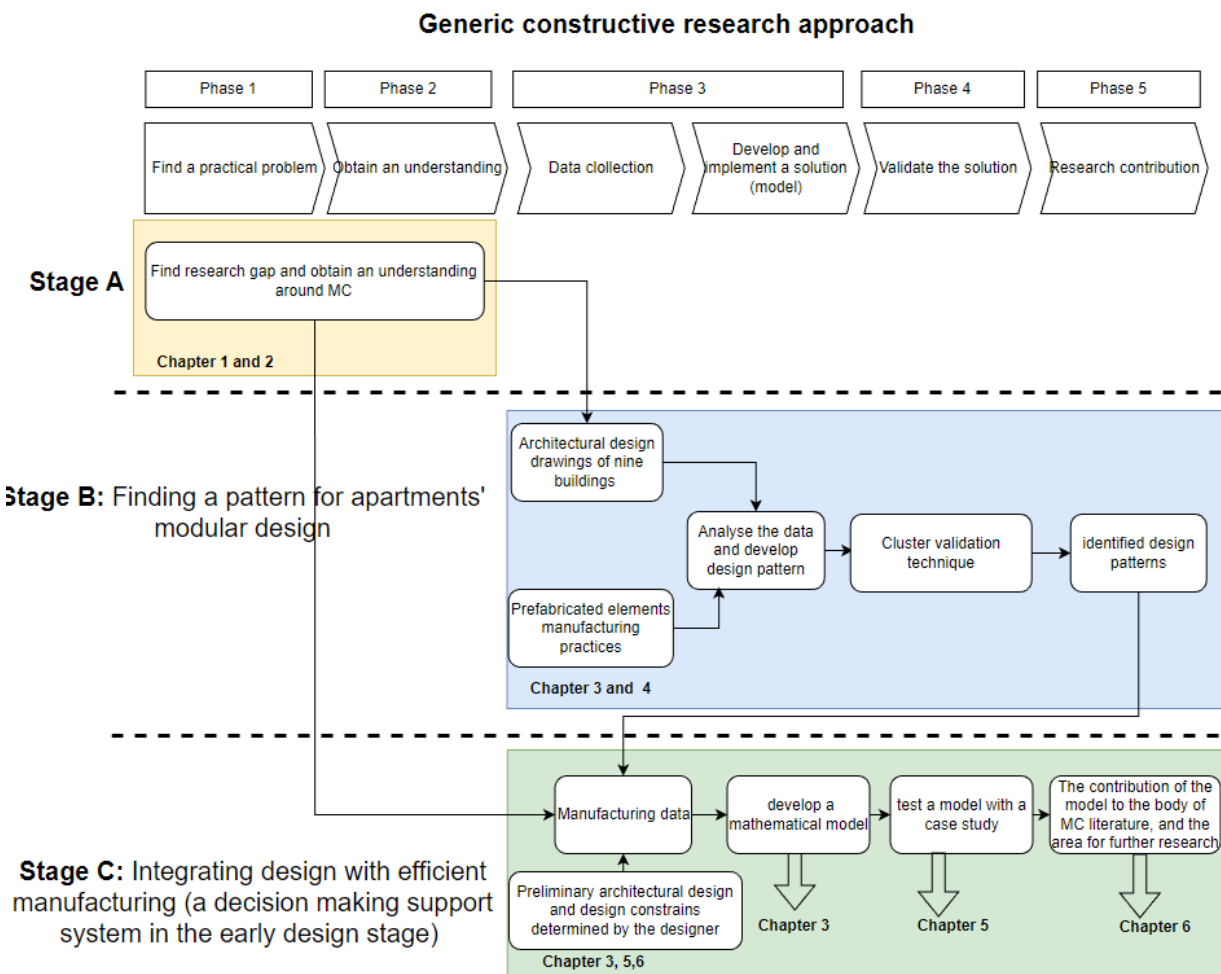 Generic constructive research approach
Phase 1
Phase 2
Phase 3
Phase 4
Phase 5
Find a practical problem
Obtain an understanding
Data clollection
Develop and
implement a solution
(model)
Validate the solution
Research contribution
Stage A
Find research gap and obtain an understanding
around MC
Chapter 1 and 2
Stage B: Finding a pattern for apartments'
modular design
Architectural design
drawings of nine
buildings
Prefabricated elements
manufacturing
practices
Analyse the data
and develop
design pattern
Cluster validation
technique
identified design
patterns
Chapter 3 and 4
Stage C: Integrating design with efficient
manufacturing (a decision making support
system in the early design stage)
Manufacturing data
develop a
mathematical model
test a model with a
case study
The contribution of the
model to the body of
MC literature, and the
area for further research
Preliminary architectural design
and design constrains
determined by the designer
Chapter 3
Chapter 5
Chapter 6
Chapter 3, 5,6